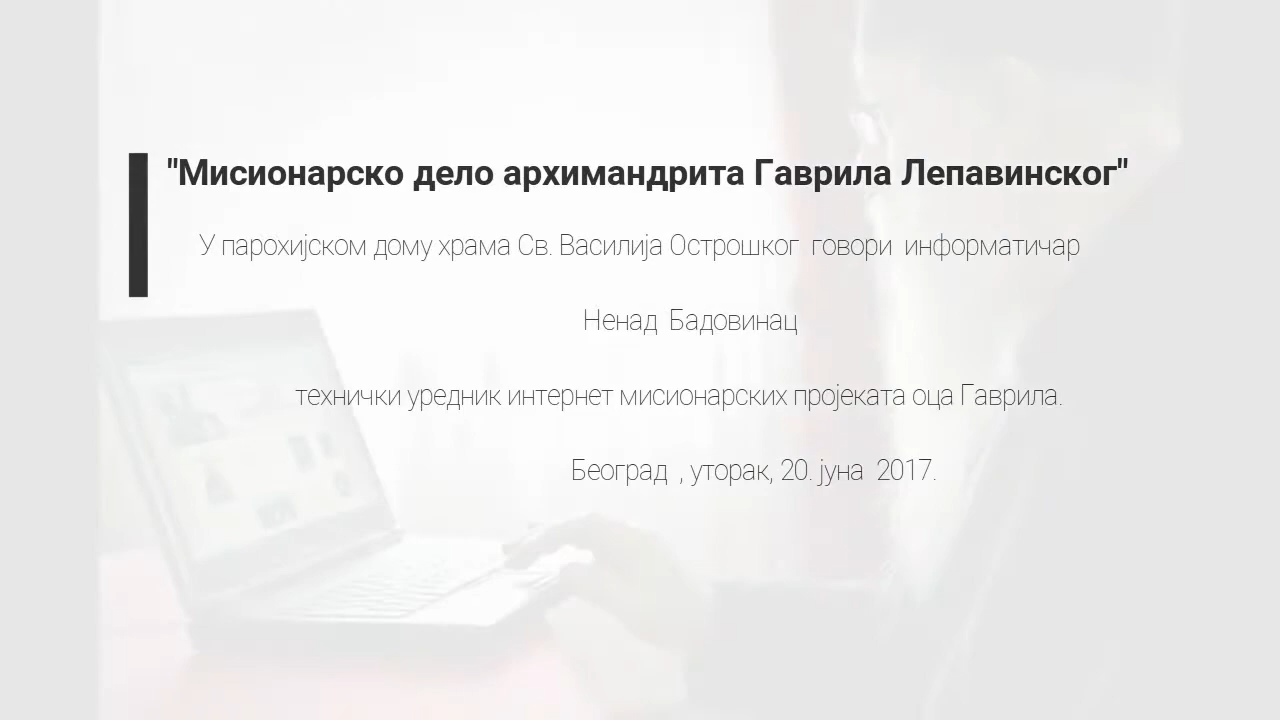 "Мисионарско дело архимандрита Гаврила Лепавинског"
У парохијском дому храма Св. Василија Острошког говори информатичар
Ненад Бадовинац
технички уредник интернет мисионарских пројеката оца Гаврила.
Београд , уторак, 20. јуна 2017.